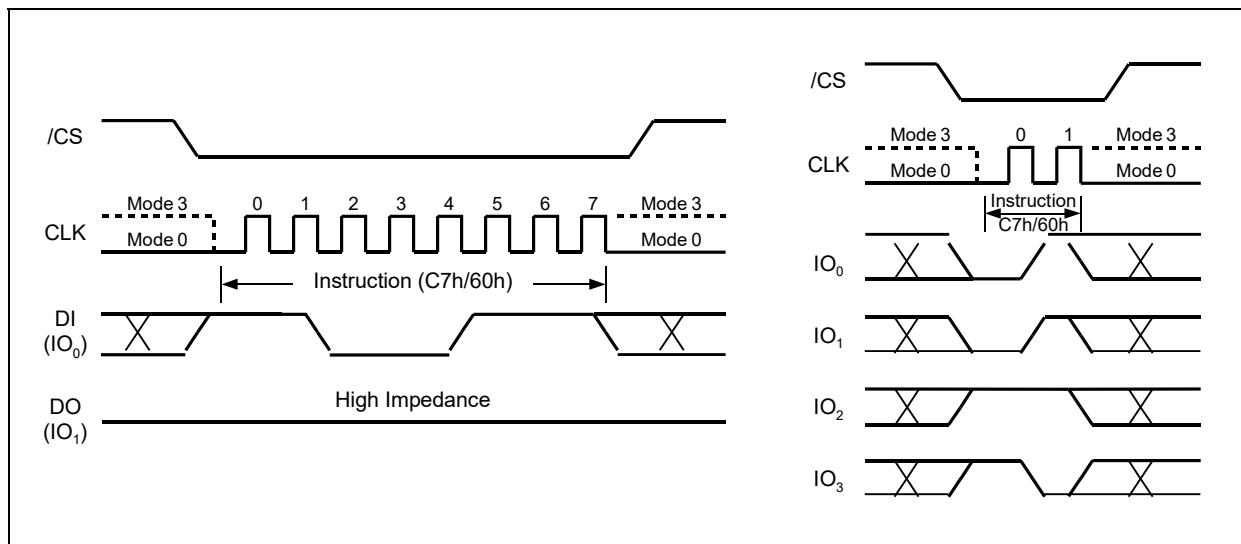 /CS
Mode 3
0 1 2 3 4 5 6 7
Mode 3
CLK
Mode 0
Mode 0
Instruction (C7h/60h)
DI
(IO0)
High Impedance
DO
(IO1)
/CS
Mode 3
0 1
Mode 3
CLK
Mode 0
Mode 0
Instruction
C7h/60h
IO0
IO1
IO2
IO3